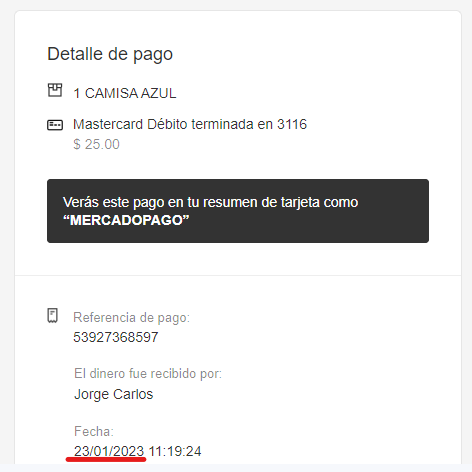 Detalle de pago
1 CAMISA AZUL
Mastercard Débito terminada en 3116
$ 25.00
Verás este pago en tu resumen de tarjeta como
“MERCADOPAGO”
Referencia de pago:
53927368597
El dinero fue recibido por:
Jorge Carlos
Fecha:
23/01/2023 11:19:24